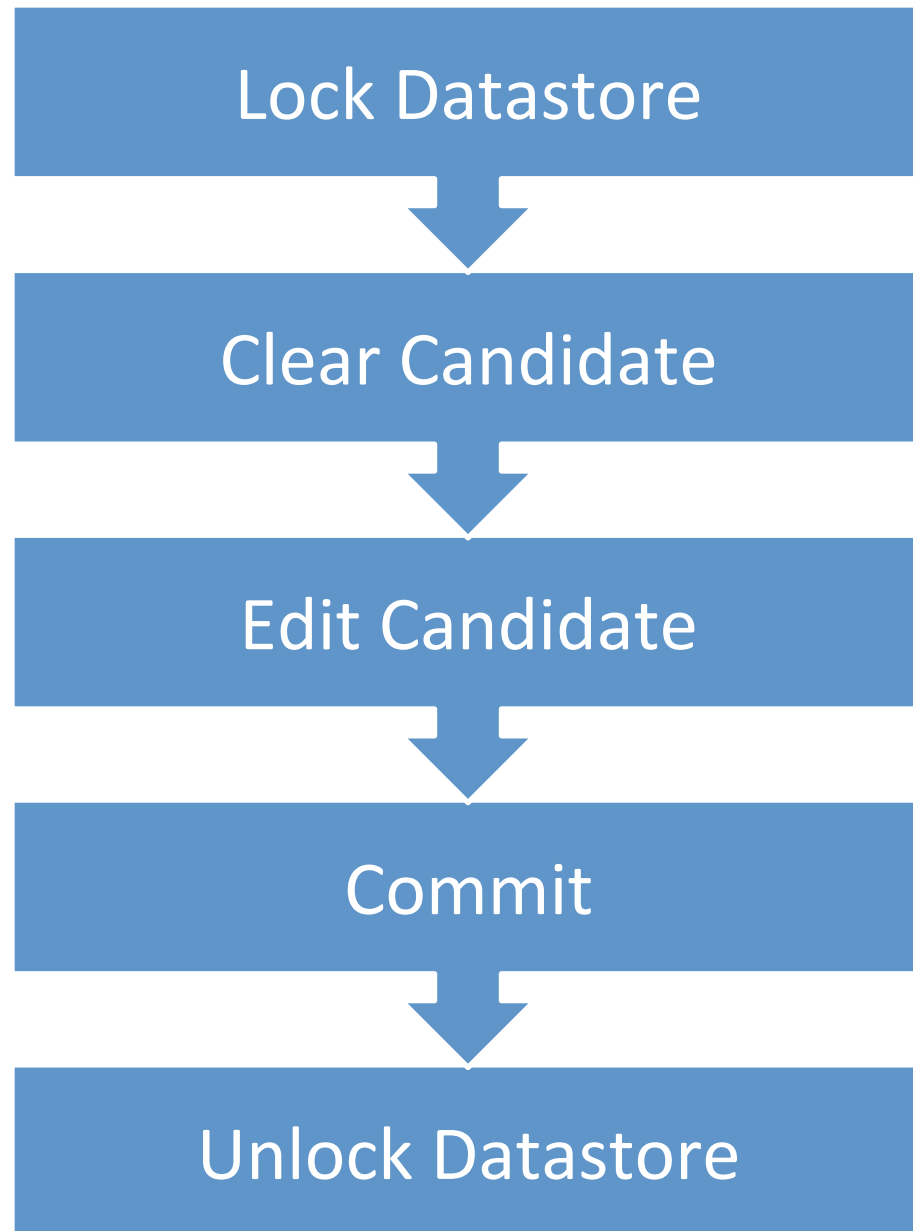 Lock Datastore
Clear Candidate
Edit Candidate
Commit
Unlock Datastore